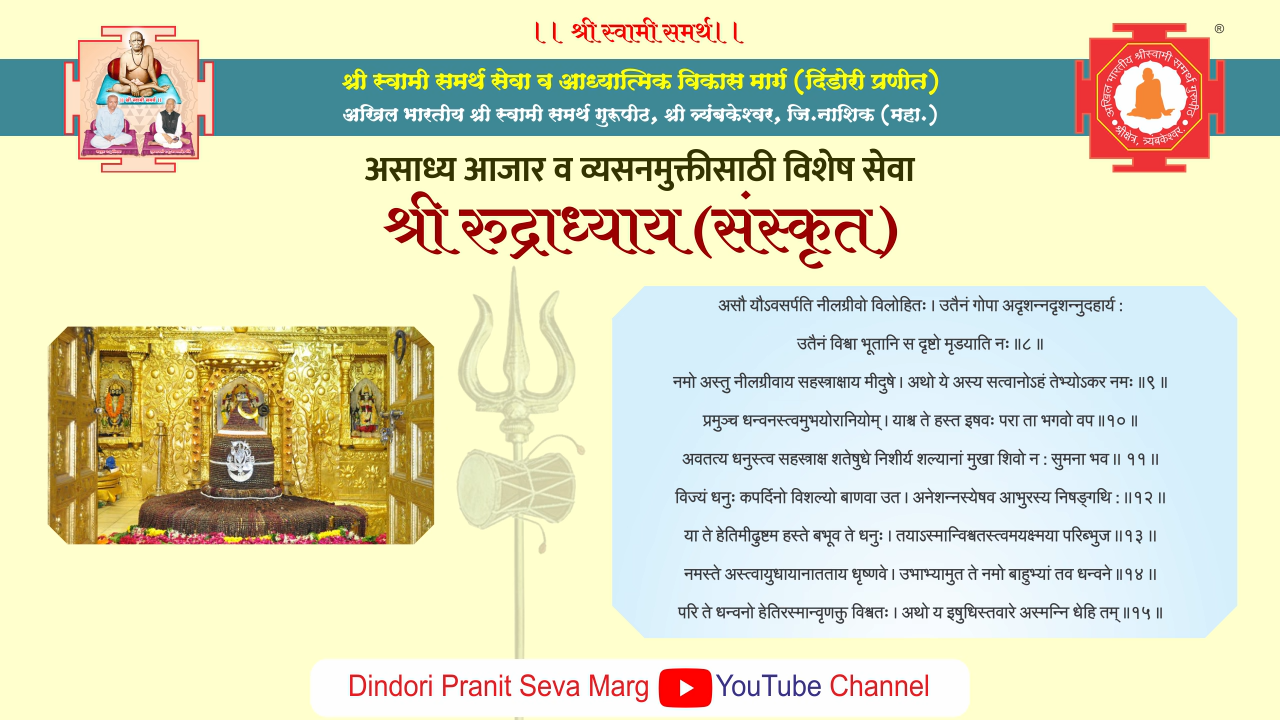 ।। श्री स्वामी समर्थ।।
श्री स्वामी समर्थ सेवा व आध्यात्मिक विकास मार्ग (दिंडोरी प्रणीत)
अखिल भारतीय श्री स्वामी समर्थ गुरूपीठ, श्री त्र्यंबकेश्वर, जि.नाशिक (महा.)
अखिल भारतीय श्रीस्वामी समर्थ गुरुपीठ
• श्रीक्षेत्र, त्र्यंबकेश्वर •
®
असाध्य आजार व व्यसनमुक्तीसाठी विशेष सेवा
श्री रुद्राध्याय (संस्कृत)
असौ यौऽवसर्पति नीलग्रीवो विलोहितः । उतैनं गोपा अदृशन्नदृशन्नुदहार्य :
उतैनं विश्वा भूतानि स दृष्टो मृडयाति नः ॥८ ॥
नमो अस्तु नीलग्रीवाय सहस्त्राक्षाय मीदुषे । अथो ये अस्य सत्वानोऽहं तेभ्योऽकर नमः ॥९ ॥
प्रमुञ्च धन्वनस्त्वमुभयोरानियोम् । याश्च ते हस्त इषवः परा ता भगवो वप ॥१० ॥
अवतत्य धनुस्त्व सहस्त्राक्ष शतेषुधे निशीर्य शल्यानां मुखा शिवो न : सुमना भव ॥ ११ ॥
विज्यं धनुः कपर्दिनो विशल्यो बाणवा उत । अनेशन्नस्येषव आभुरस्य निषङ्गथि : ॥१२ ॥
या ते हेतिमीढुष्टम हस्ते बभूव ते धनुः । तयाऽस्मान्विश्वतस्त्वमयक्ष्मया परिब्भुज ॥१३ ॥
नमस्ते अस्त्वायुधायानातताय धृष्णवे । उभाभ्यामुत ते नमो बाहुभ्यां तव धन्वने ॥१४ ॥
परि ते धन्वनो हेतिरस्मान्वृणक्तु विश्वतः । अथो य इषुधिस्तवारे अस्मन्नि धेहि तम् ॥१५ ॥
Dindori Pranit Seva Marg YouTube Channel